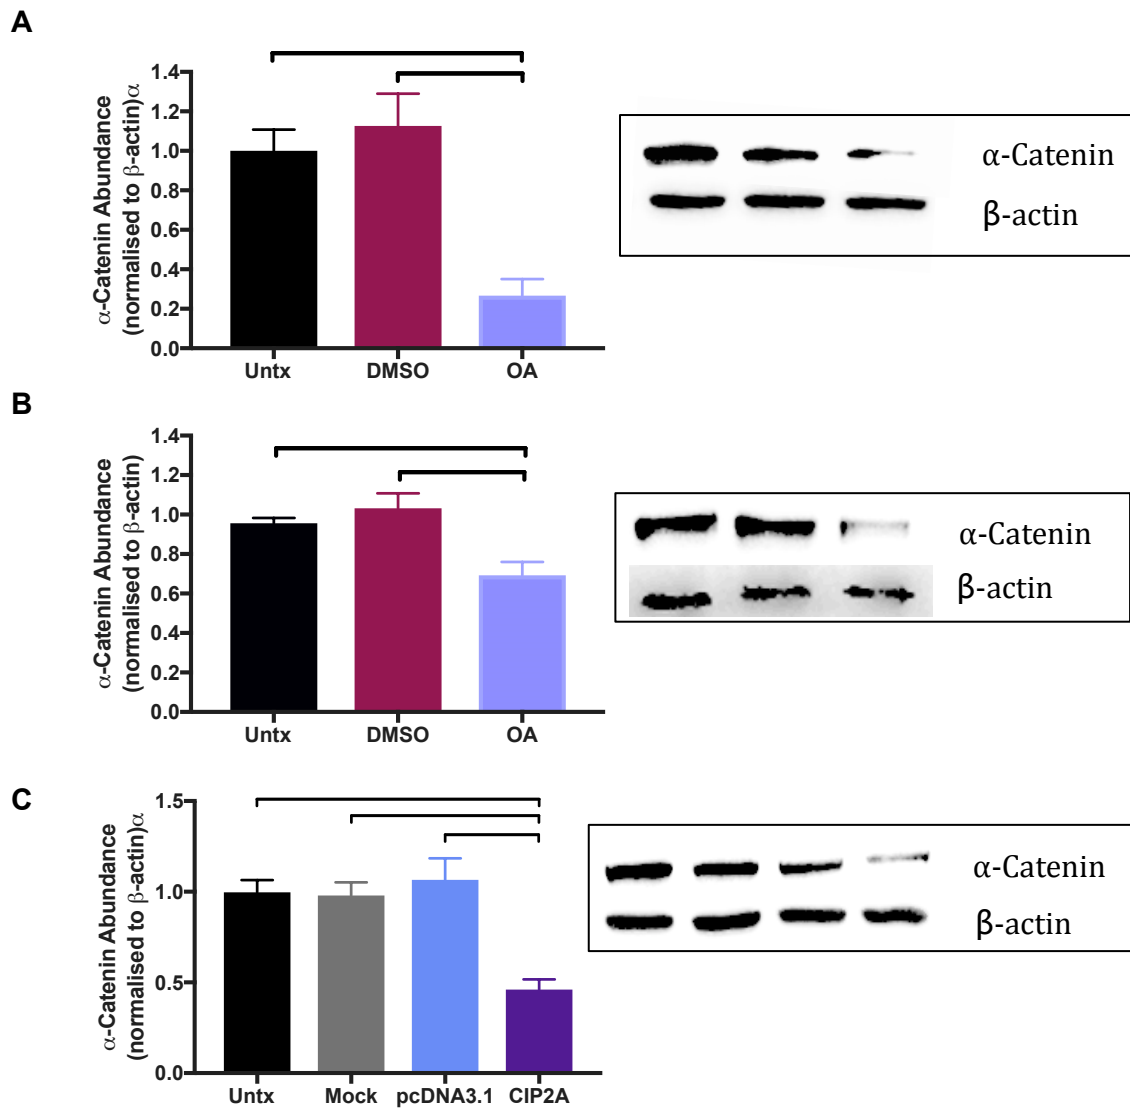 A
α-Catenin Abundance
(normalised to β-actin)α
1.4
1.2
1.0
0.8
0.6
0.4
0.2
0.0
Untx DMSO OA
α-Catenin
β-actin
B
α-Catenin Abundance
(normalised to β-actin)
1.4
1.2
1.0
0.8
0.6
0.4
0.2
0.0
Untx DMSO OA
α-Catenin
β-actin
C
α-Catenin Abundance
(normalised to β-actin)α
1.5
1.0
0.5
0.0
Untx Mock pcDNA3.1 CIP2A
α-Catenin
β-actin